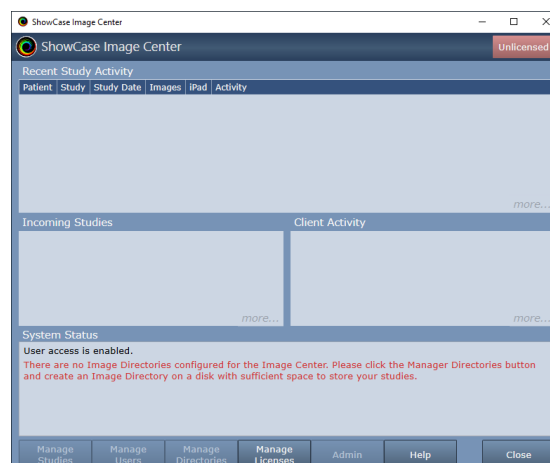 ShowCase Image Center
ShowCase Image Center
Unlicensed
Recent Study Activity
Patient Study Study Date Images iPad Activity
more...
Incoming Studies
Client Activity
more...
more...
System Status
User access is enabled.
There are no Image Directories configured for the Image Center. Please click the Manager Directories button
and create an Image Directory on a disk with sufficient space to store your studies.
Manage
Studies
Manage
Users
Manage
Directories
Manage
Licenses
Admin
Help
Close